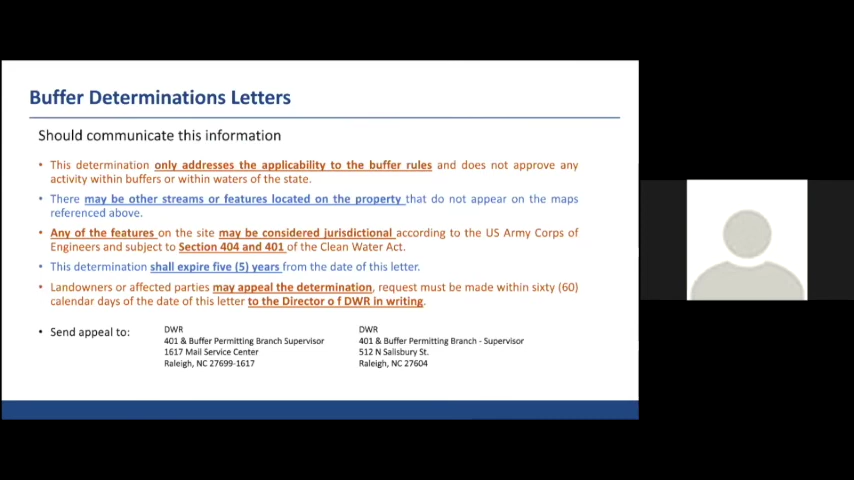 Buffer Determinations Letters
Should communicate this information
• This determination only addresses the applicability to the buffer rules and does not approve any
activity within buffers or within waters of the state.
• There may be other streams or features located on the property that do not appear on the maps
referenced above.
• Any of the features on the site may be considered jurisdictional according to the US Army Corps of
Engineers and subject to Section 404 and 401 of the Clean Water Act.
• This determination shall expire five (5) years from the date of this letter.
• Landowners or affected parties may appeal the determination, request must be made within sixty (60)
calendar days of the date of this letter to the Director o f DWR in writing.
• Send appeal to:
DWR
401 & Buffer Permitting Branch Supervisor
1617 Mail Service Center
Raleigh, NC 27699-1617
DWR
401 & Buffer Permitting Branch - Supervisor
512 N Salisbury St.
Raleigh, NC 27604